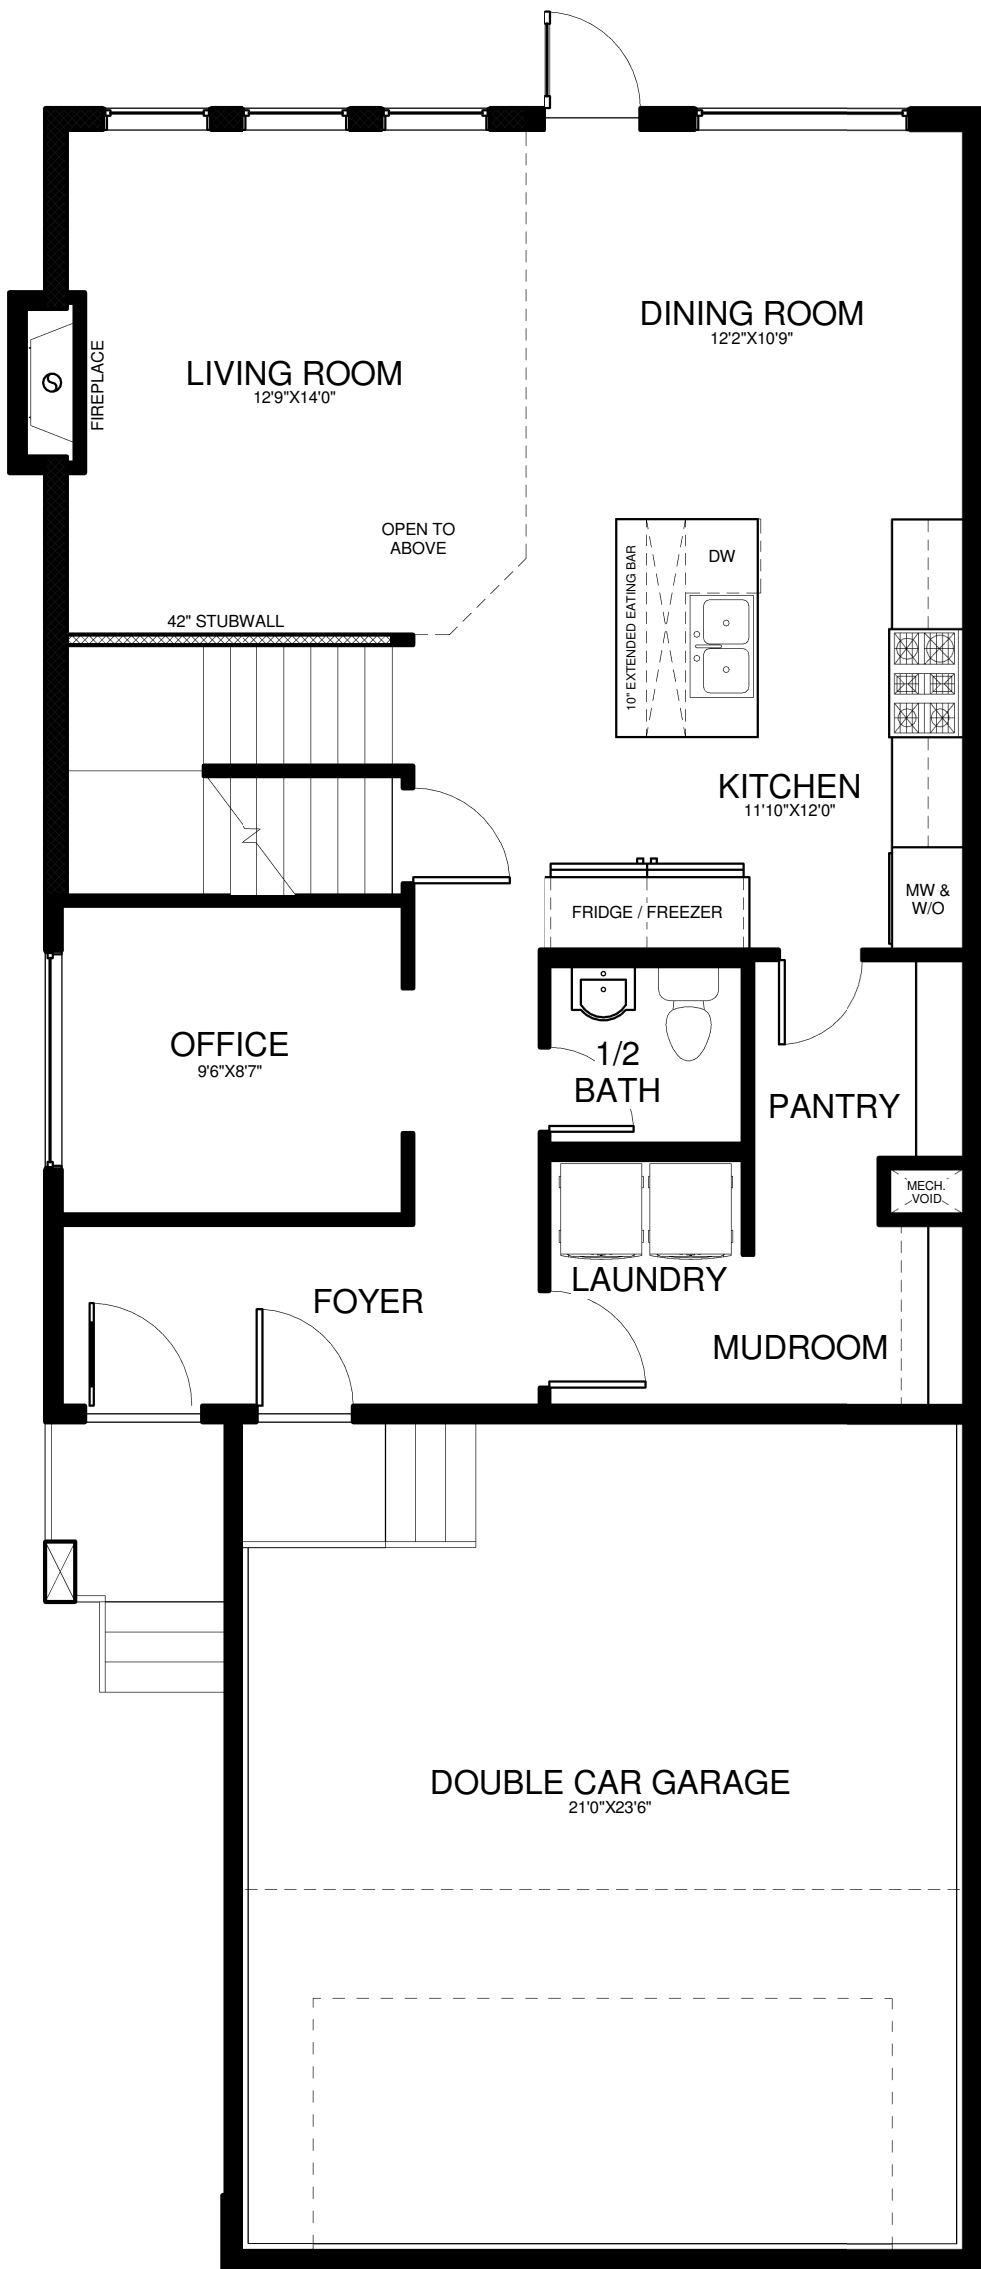 DINING ROOM
12'2"X10'9"
LIVING ROOM
12'9"X14'0"
FIREPLACE
OPEN TO
ABOVE
42" STUBWALL
10" EXTENDED EATING BAR
DW
KITCHEN
11'10"X12'0"
FRIDGE / FREEZER
MW &
W/O
OFFICE
9'6"X8'7"
1/2
BATH
PANTRY
MECH.
VOID
LAUNDRY
FOYER
MUDROOM
DOUBLE CAR GARAGE
21'0"X23'6"